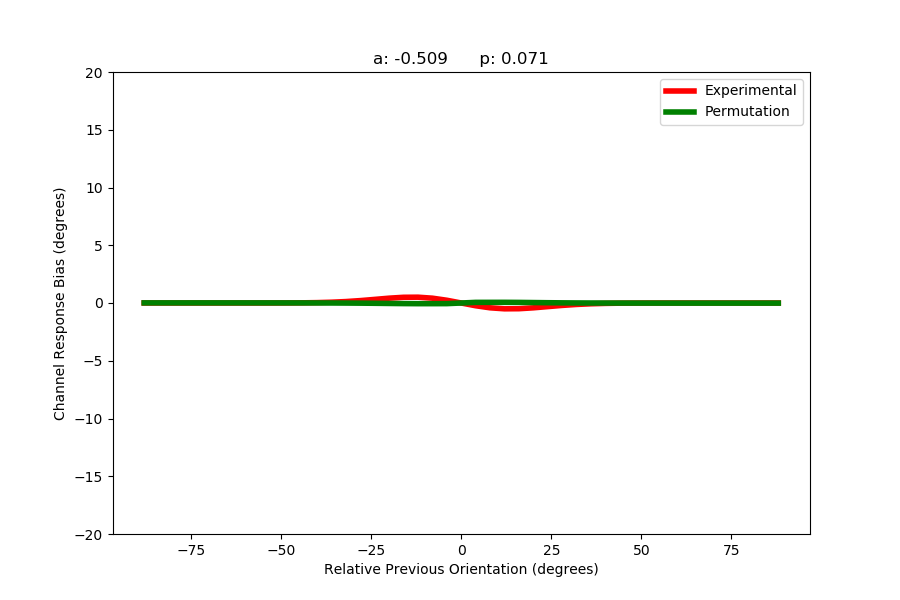 a: -0.509      p: 0.071
Experimental
Permutation
20
15
10
5
0
−5
−10
−15
−20
Channel Response Bias (degrees)
−75 −50 −25 0 25 50 75
Relative Previous Orientation (degrees)